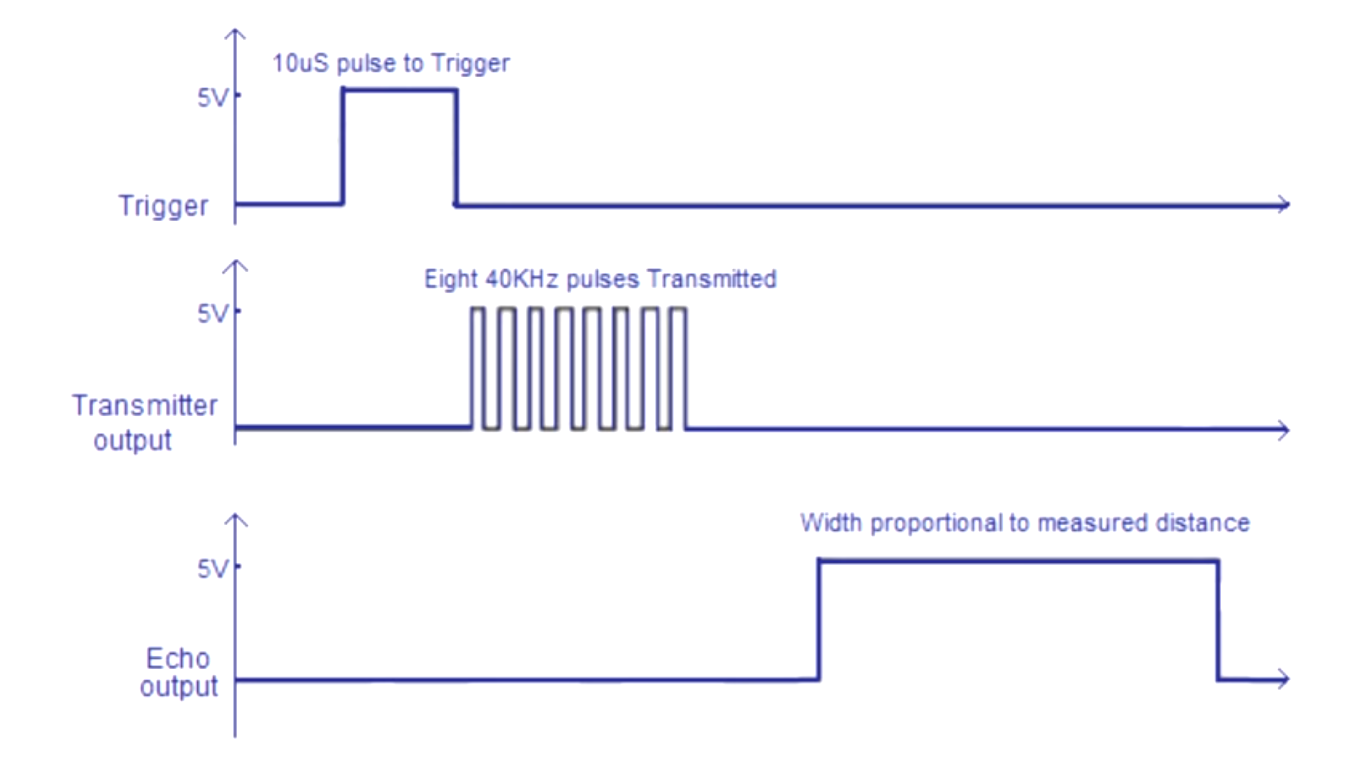 10uS pulse to Trigger
5V
Trigger
Eight 40KHz pulses Transmitted
5V
Transmitter
output
Width proportional to measured distance
5V
Echo
output